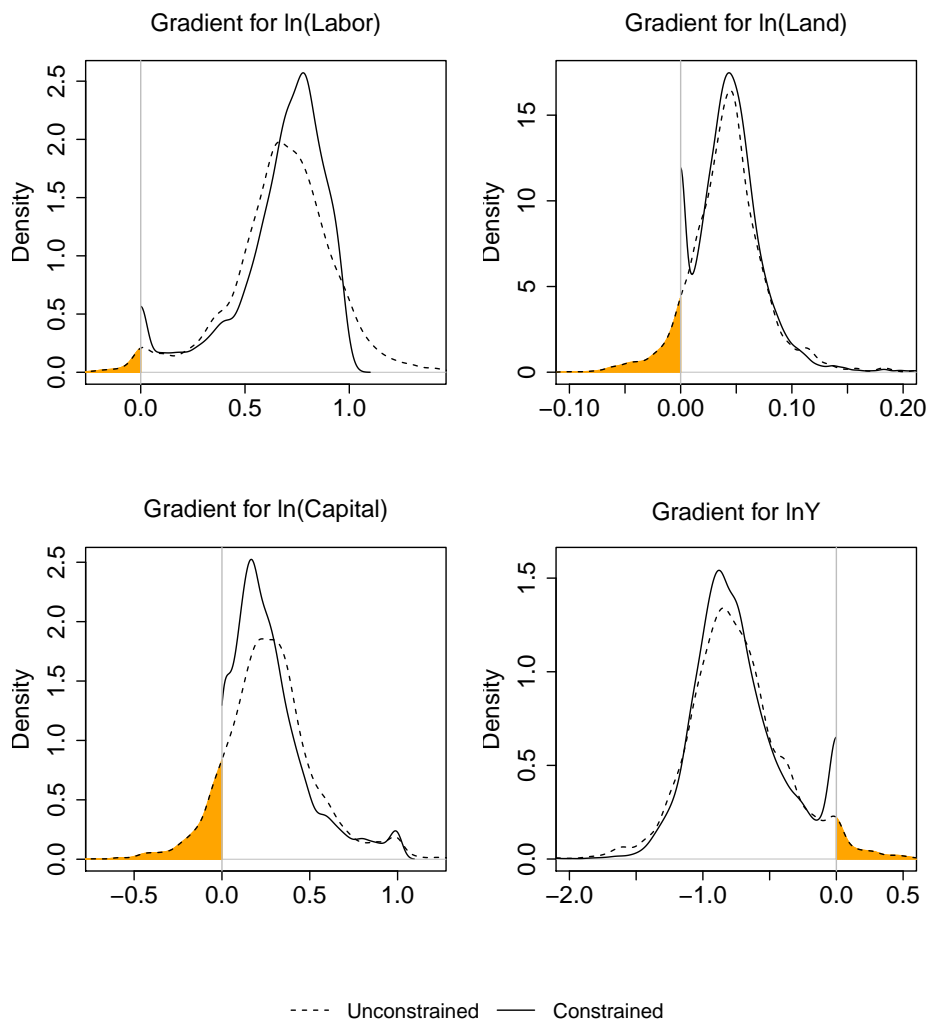 Gradient for ln(Labor)
Density
0.0 0.5 1.0 1.5 2.0 2.5
0.0 0.5 1.0
Gradient for ln(Land)
Density
0 5 10 15
−0.10 0.00 0.10 0.20
Gradient for ln(Capital)
Density
0.0 0.5 1.0 1.5 2.0 2.5
−0.5 0.0 0.5 1.0
Gradient for lnY
Density
0.0 0.5 1.0 1.5
−2.0 −1.0 0.0 0.5
Unconstrained Constrained